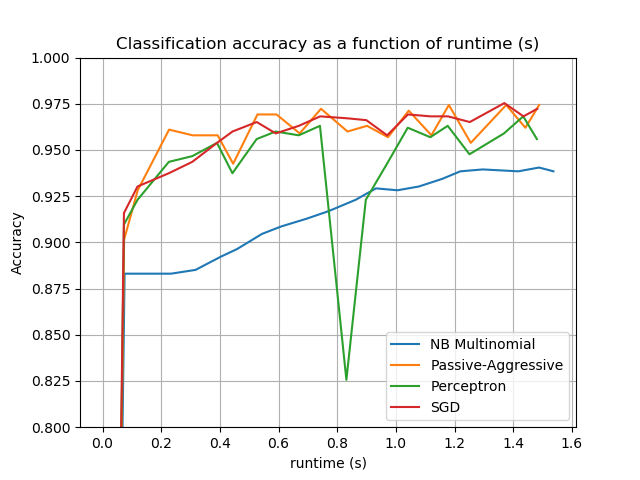 Classification accuracy as a function of runtime (s)
1.000
0.975
0.950
0.925
0.900
0.875
0.850
0.825
0.800
Accuracy
NB Multinomial
Passive-Aggressive
Perceptron
SGD
0.0 0.2 0.4 0.6 0.8 1.0 1.2 1.4 1.6
runtime (s)